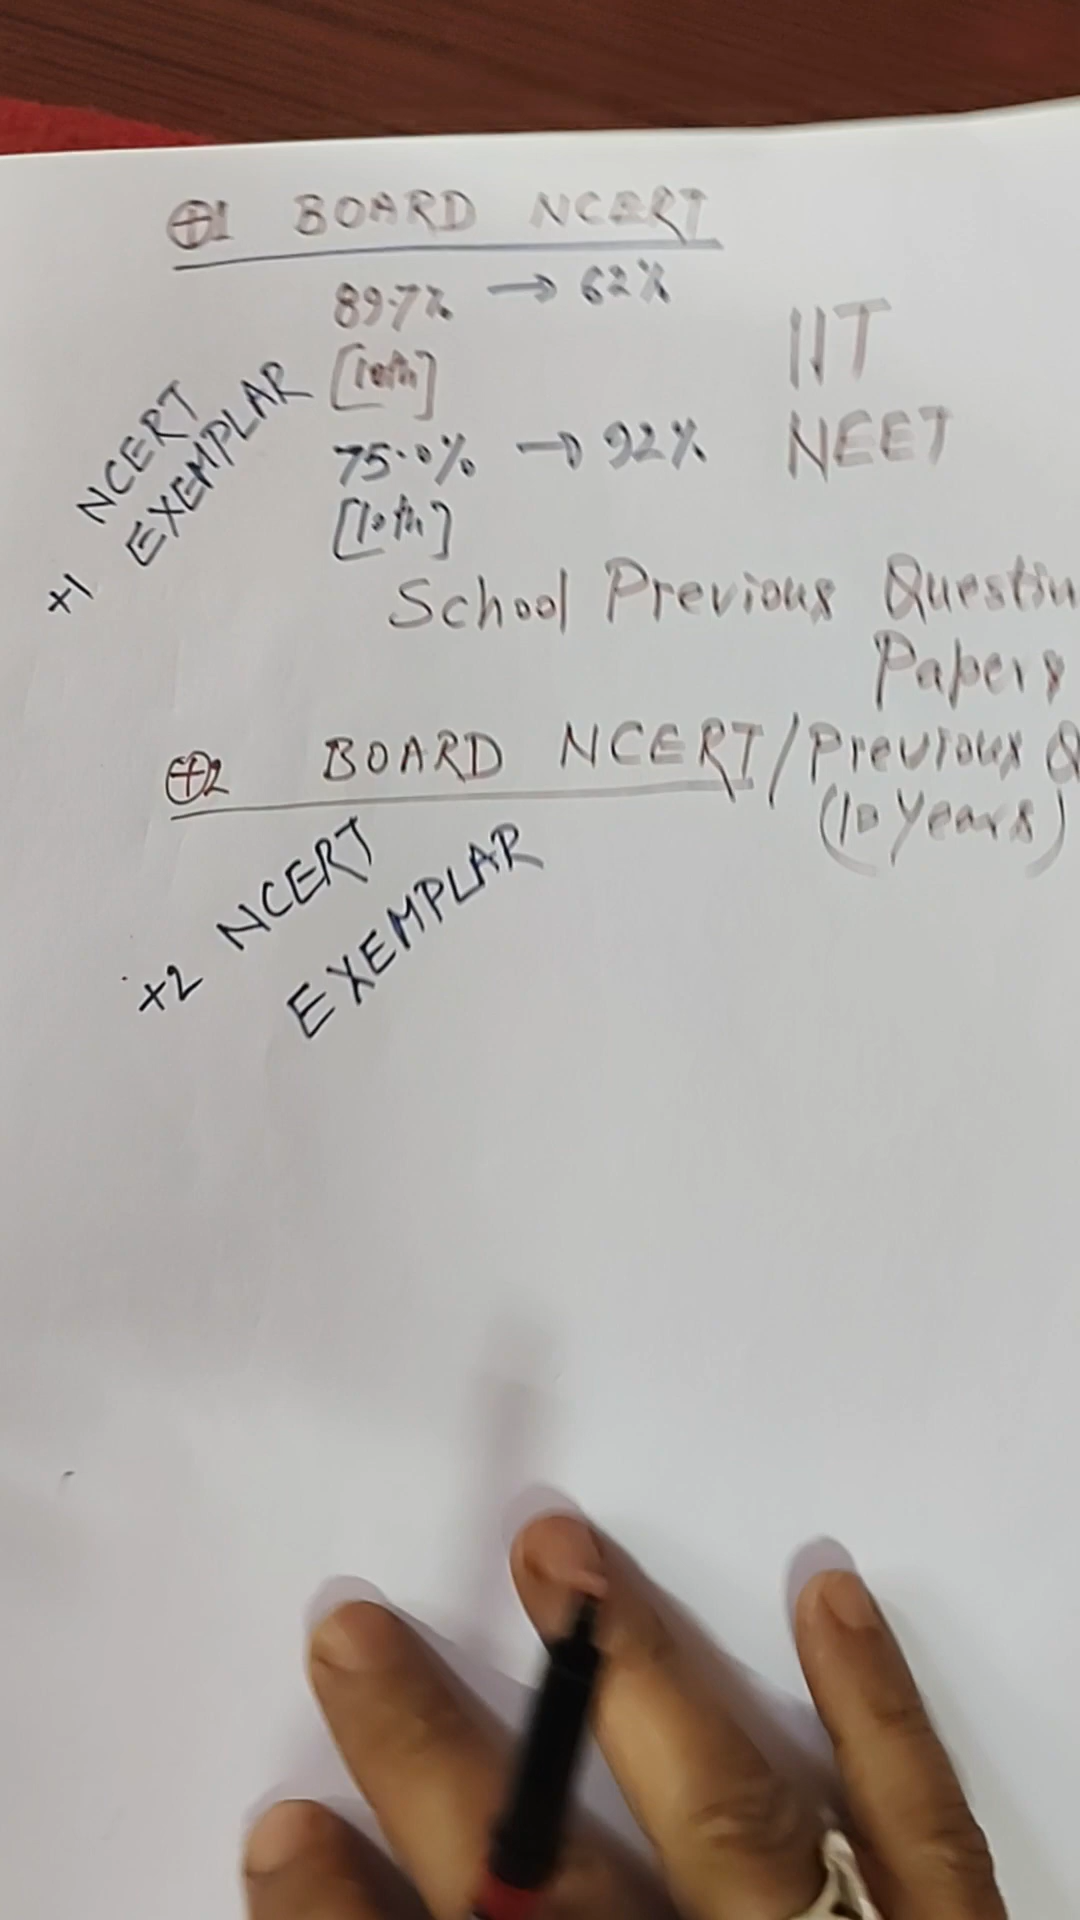 +1 BOARD NCERT
89.7% → 62%
[10th]
IIT
75.0% → 92%
[10th]
NEET
+1 NCERT
EXEMPLAR
School Previous Questin
Papers
+2 BOARD NCERT/Previous Q
(10 Years)
+2 NCERT
EXEMPLAR